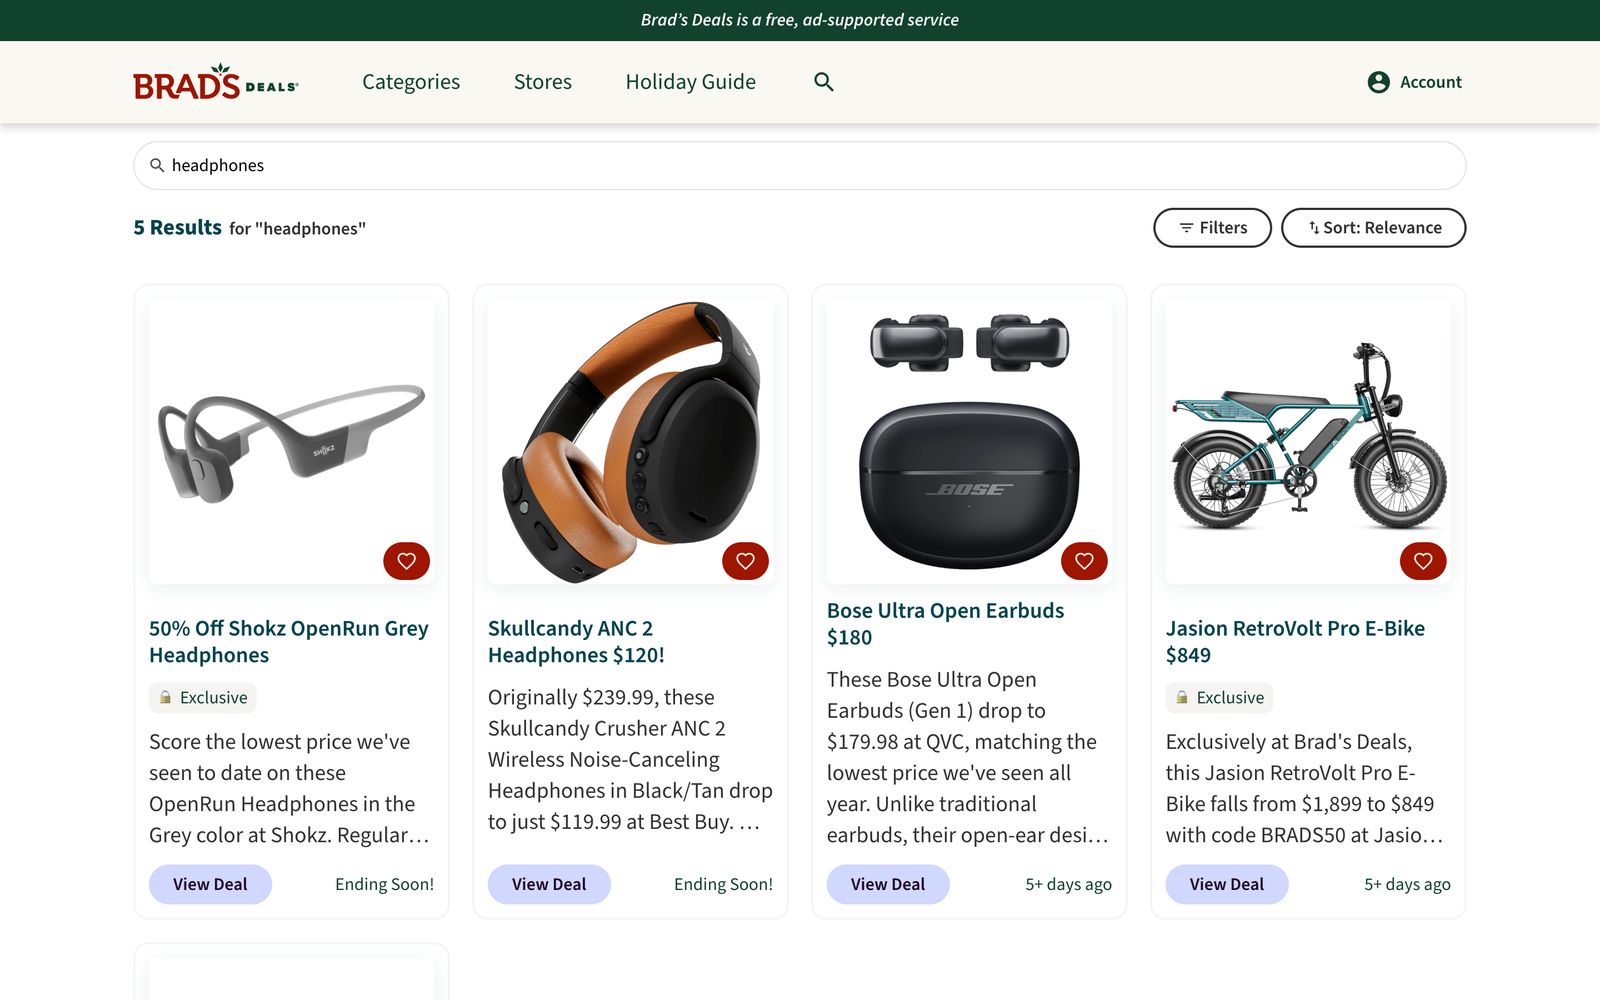 Brad's Deals is a free, ad-supported service
BRAD'S DEALS®
Categories
Stores
Holiday Guide
Account
headphones
5 Results for "headphones"
Filters
Sort: Relevance
SHOKZ
BOSE
50% Off Shokz OpenRun Grey
Headphones
Exclusive
Score the lowest price we've
seen to date on these
OpenRun Headphones in the
Grey color at Shokz. Regular...
View Deal
Ending Soon!
Skullcandy ANC 2
Headphones $120!
Originally $239.99, these
Skullcandy Crusher ANC 2
Wireless Noise-Canceling
Headphones in Black/Tan drop
to just $119.99 at Best Buy. ...
View Deal
Ending Soon!
Bose Ultra Open Earbuds
$180
These Bose Ultra Open
Earbuds (Gen 1) drop to
$179.98 at QVC, matching the
lowest price we've seen all
year. Unlike traditional
earbuds, their open-ear desi...
View Deal
5+ days ago
Jasion RetroVolt Pro E-Bike
$849
Exclusive
Exclusively at Brad's Deals,
this Jasion RetroVolt Pro E-
Bike falls from $1,899 to $849
with code BRADS50 at Jasio...
View Deal
5+ days ago